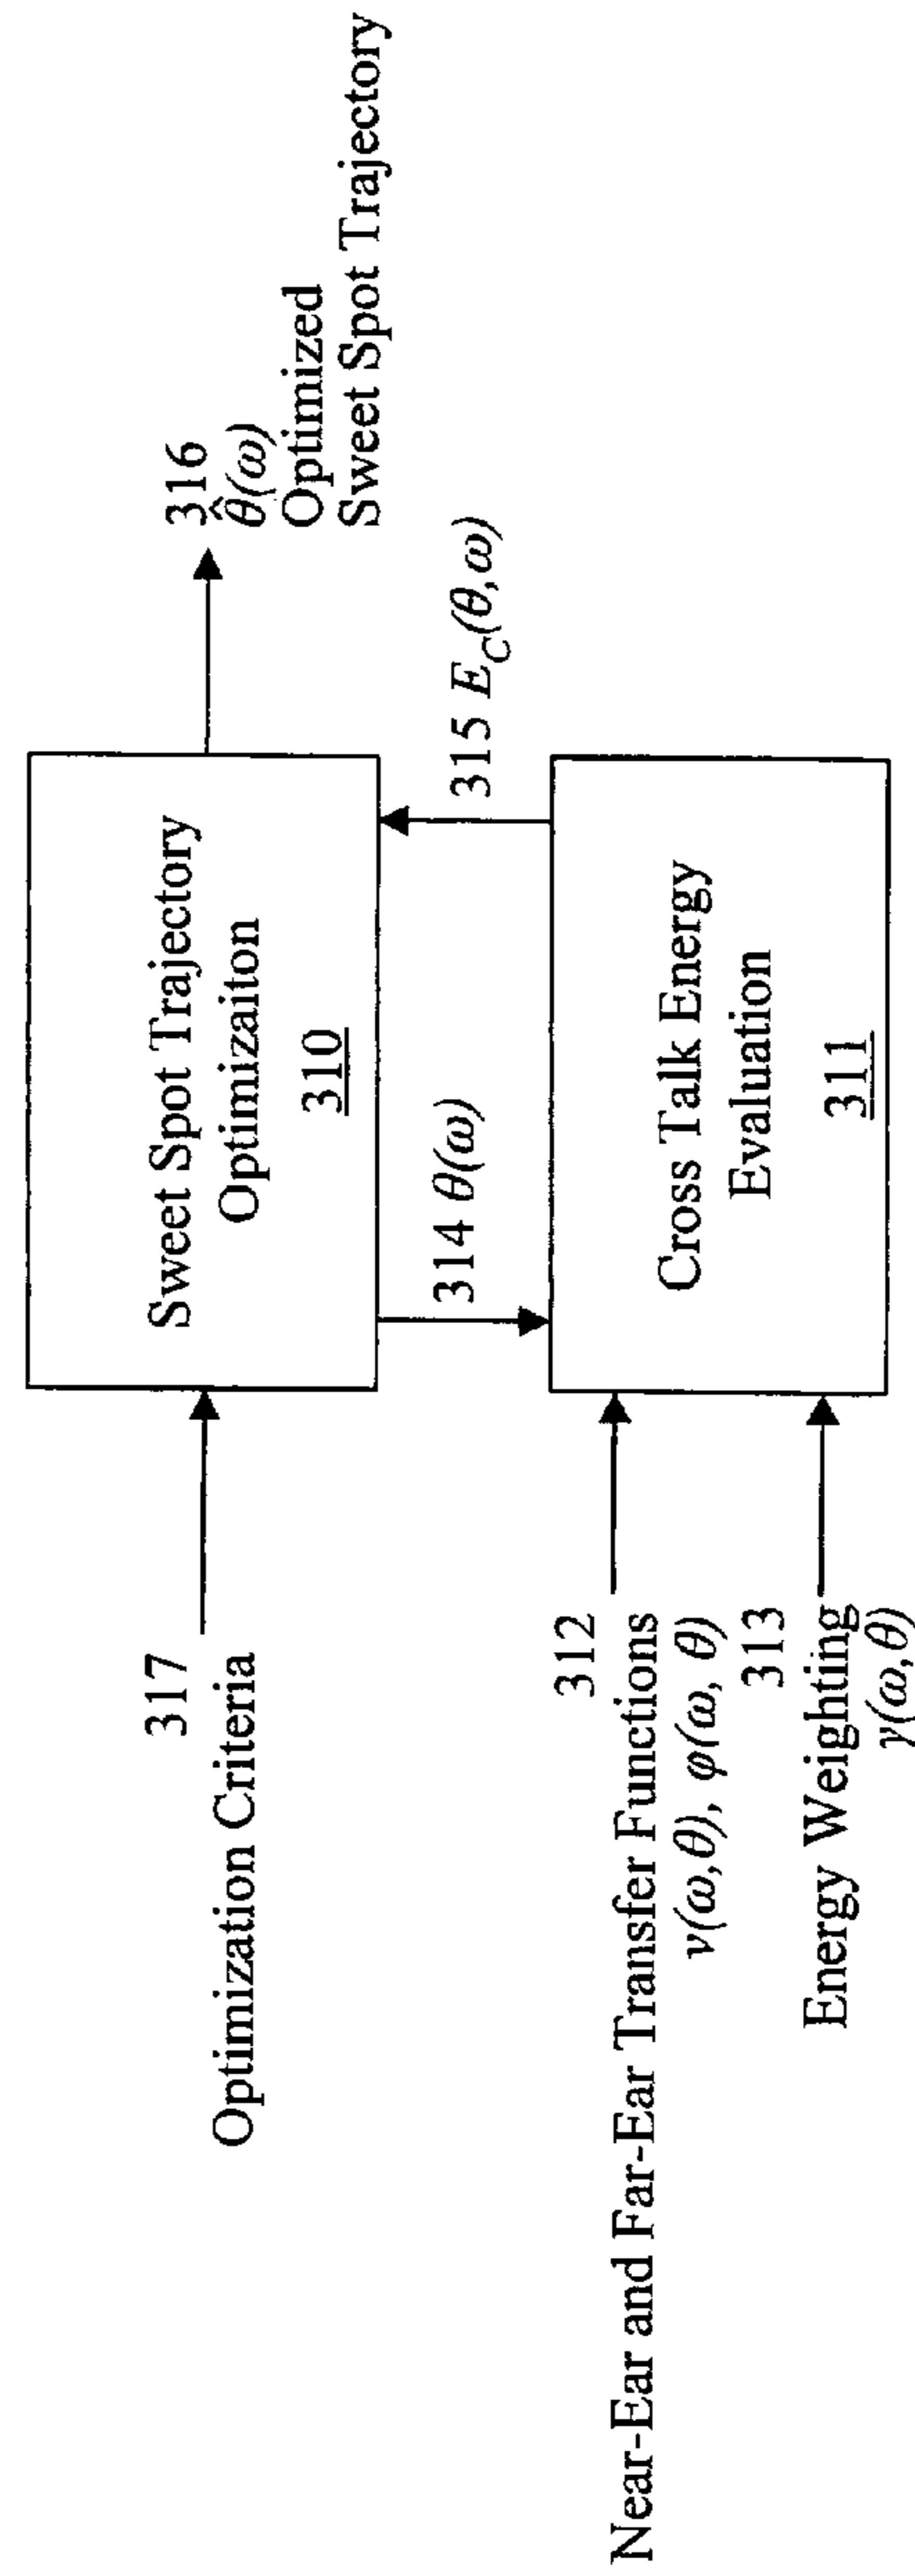 317
Optimization Criteria
Sweet Spot Trajectory
Optimizaiton
310
316
θ̂(ω)
Optimized
Sweet Spot Trajectory
314 θ(ω)
315 E_C(θ,ω)
312
Near-Ear and Far-Ear Transfer Functions
ν(ω,θ), φ(ω, θ)
313
Energy Weighting
γ(ω,θ)
Cross Talk Energy
Evaluation
311